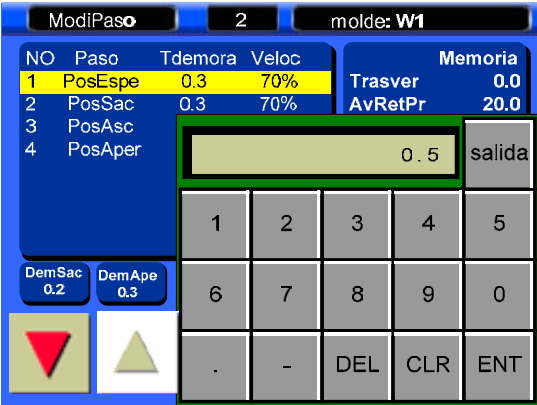 ModiPaso 2 molde: W1
NO Paso Tdemora Veloc
1 PosEspe 0.3 70%
2 PosSac 0.3 70%
3 PosAsc
4 PosAper
Memoria
Trasver 0.0
AvRetPr 20.0
0.5 salida
1 2 3 4 5
6 7 8 9 0
. - DEL CLR ENT
DemSac
0.2
DemApe
0.3